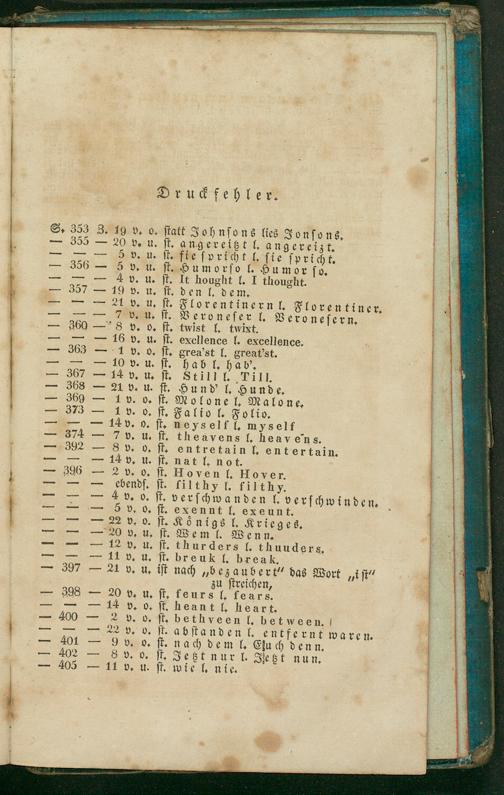 Druckfehler.
S. 353 Z. 19 v. o. statt Johnsons lies Jonsons.
— 355 — 20 v. u. st. angereitzt l. angereizt.
— — — 5 v. u. st. sie spricht l. sie spricht.
— 356 — 5 v. u. st. Humorso l. Humor so.
— — — 4 v. u. st. It hought l. I thought.
— 357 — 19 v. u. st. den l. dem.
— — — 21 v. u. st. Florentinern l. Florentiner.
— — — 7 v. u. st. Veroneser l. Veronesern.
— 360 — 8 v. o. st. twist l. twixt.
— — — 16 v. u. st. exellence l. excellence.
— 363 — 1 v. o. st. grea'st l. great'st.
— — — 10 v. u. st. hab l. hab'.
— 367 — 14 v. u. st. Still l. Till.
— 368 — 21 v. u. st. Hund' l. Hunde.
— 369 — 1 v. o. st. Molone l. Malone.
— 373 — 1 v. o. st. Falio l. Folio.
— — — 14 v. o. st. neyself l. myself
— 374 — 7 v. u. st. theavens l. heavens.
— 392 — 8 v. o. st. entretain l. entertain.
— — — 14 v. u. st. nat l. not.
— 396 — 2 v. o. st. Hoven l. Hover.
— — — ebends. st. silthy l. filthy.
— — — 4 v. o. st. verschwanden l. verschwinden.
— — — 5 v. o. st. exennt l. exeunt.
— — — 22 v. o. st. Königs l. Krieges.
— — — 20 v. u. st. Wem l. Wenn.
— — — 12 v. u. st. thurders l. thuuders.
— — — 11 v. u. st. breuk l. break.
— 397 — 21 v. u. ist nach „bezaubert“ das Wort „ist“
zu streichen,
— 398 — 20 v. u. st. feurs l. fears.
— — — 14 v. o. st. heant l. heart.
— 400 — 2 v. o. st. bethveen l. between.
— — — 22 v. o. st. abstanden l. entfernt waren.
— 401 — 9 v. o. st. nach dem l. Euch denn.
— 402 — 8 v. o. st. Jetzt nur l. Jetzt nun.
— 405 — 11 v. u. st. wie l. nie.